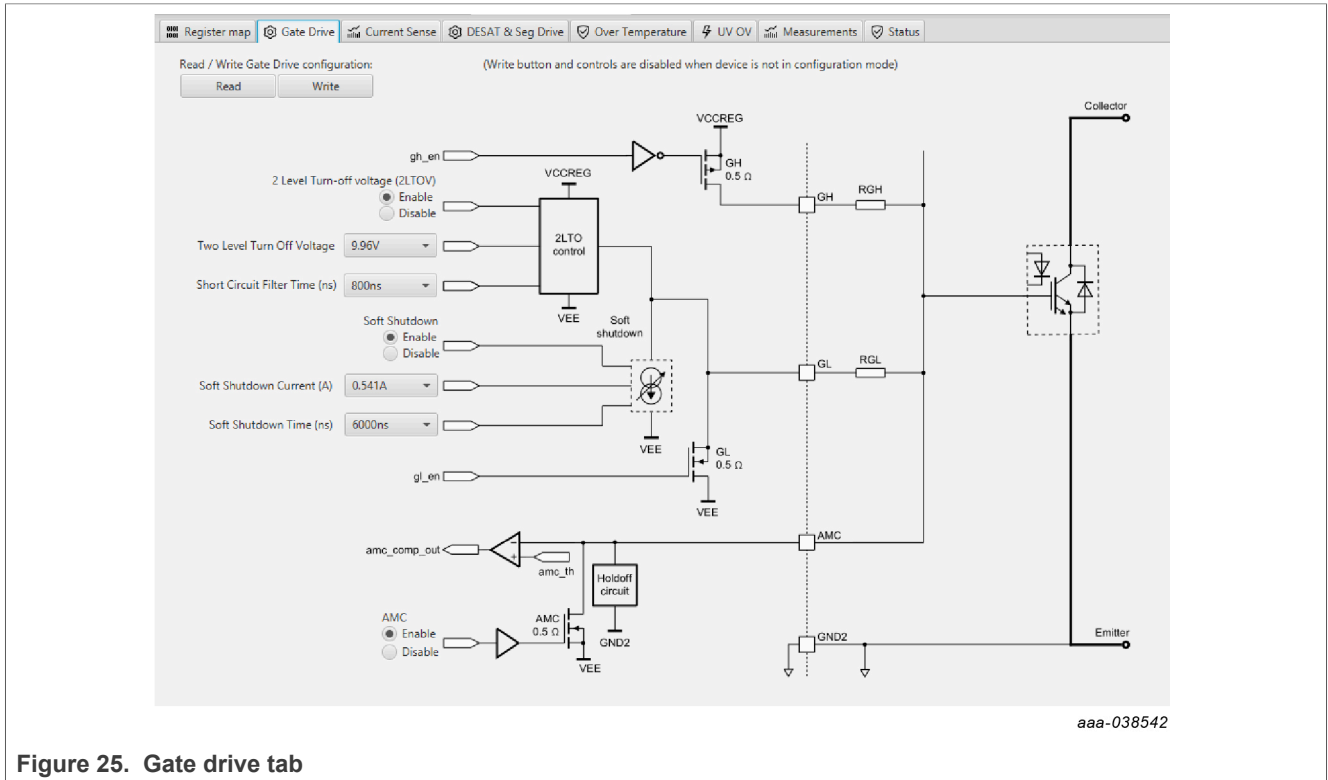 Register map Gate Drive Current Sense DESAT & Seg Drive Over Temperature UV OV Measurements Status
Read / Write Gate Drive configuration: (Write button and controls are disabled when device is not in configuration mode)
Read Write
Collector
VCCREG
gh_en
GH
0.5 Ω
2 Level Turn-off voltage (2LTOV)
Enable
Disable
VCCREG
GH
RGH
2LTO
control
Two Level Turn Off Voltage 9.96V
Short Circuit Filter Time (ns) 800ns
VEE
Soft
shutdown
Soft Shutdown
Enable
Disable
GL
RGL
Soft Shutdown Current (A) 0.541A
Soft Shutdown Time (ns) 6000ns
VEE
GL
0.5 Ω
gl_en
VEE
AMC
amc_comp_out
-
+
amc_th
Holdoff
circuit
GND2
AMC
Enable
Disable
AMC
0.5 Ω
VEE
GND2
Emitter
aaa-038542
Figure 25. Gate drive tab